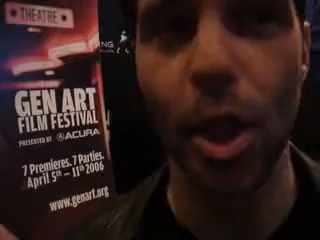 THEATRE
GEN ART
FILM FESTIVAL
PRESENTED BY ACURA
7 Premieres. 7 Parties.
April 5th – 11th 2006
www.genart.org